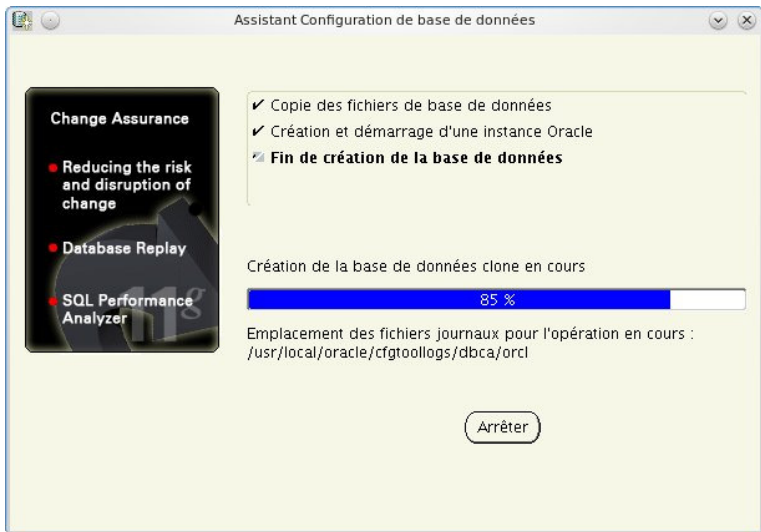 Assistant Configuration de base de données
Change Assurance
Reducing the risk
and disruption of
change
Database Replay
SQL Performance
Analyzer
11g
✔ Copie des fichiers de base de données
✔ Création et démarrage d'une instance Oracle
Fin de création de la base de données
Création de la base de données clone en cours
85 %
Emplacement des fichiers journaux pour l'opération en cours :
/usr/local/oracle/cfgtoollogs/dbca/orcl
Arrêter